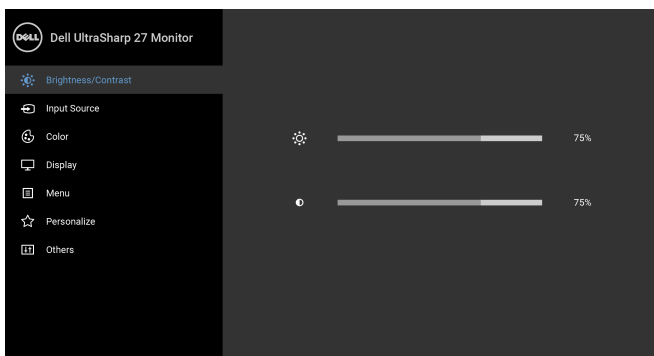 DELL Dell UltraSharp 27 Monitor
Brightness/Contrast
Input Source
Color
75%
Display
Menu
75%
Personalize
Others